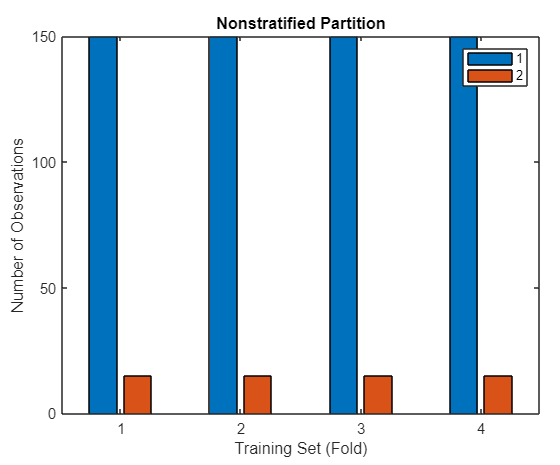 Nonstratified Partition
1
2
150
100
50
0
Number of Observations
1 2 3 4
Training Set (Fold)